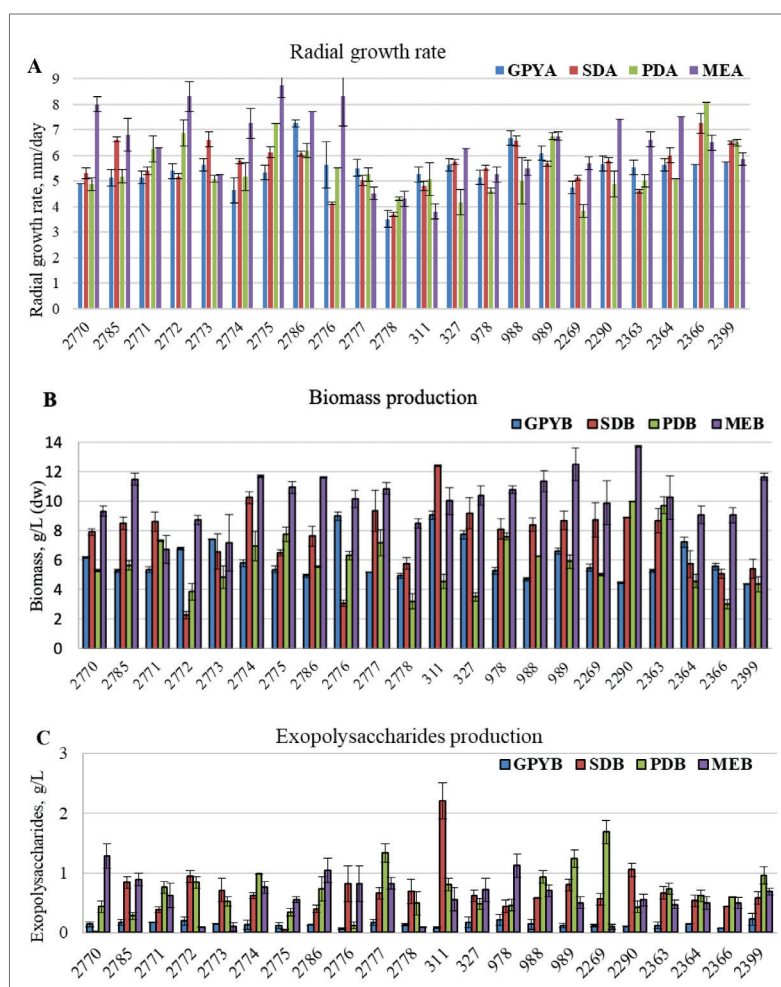 Radial growth rate
A
GPYA SDA PDA MEA
Radial growth rate, mm/day
9
8
7
6
5
4
3
2
1
0
2770 2785 2771 2772 2773 2774 2775 2786 2776 2777 2778 311 327 978 988 989 2269 2290 2363 2364 2366 2399
B
Biomass production
GPYB SDB PDB MEB
Biomass, g/L (dw)
14
12
10
8
6
4
2
0
2770 2785 2771 2772 2773 2774 2775 2786 2776 2777 2778 311 327 978 988 989 2269 2290 2363 2364 2366 2399
C
Exopolysaccharides production
GPYB SDB PDB MEB
Exopolysaccharides, g/L
3
2
1
0
2770 2785 2771 2772 2773 2774 2775 2786 2776 2777 2778 311 327 978 988 989 2269 2290 2363 2364 2366 2399